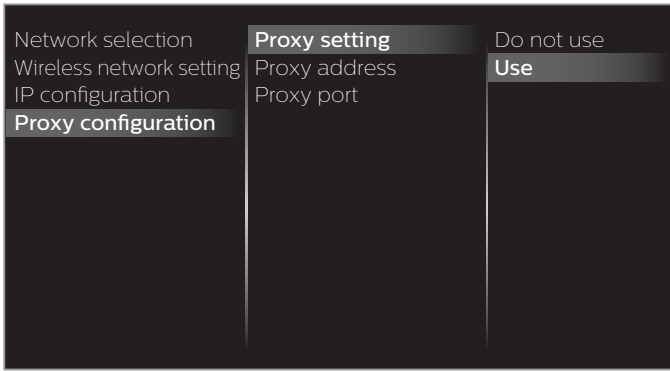 Network selection
Wireless network setting
IP configuration
Proxy configuration
Proxy setting
Proxy address
Proxy port
Do not use
Use